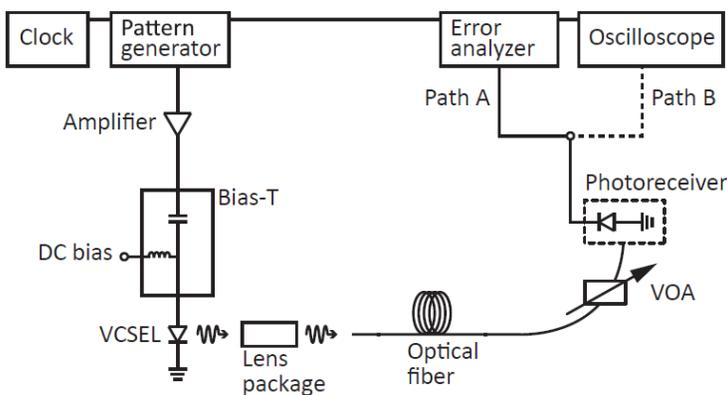 Clock
Pattern
generator
Error
analyzer
Oscilloscope
Path A
Path B
Amplifier
Photoreceiver
Bias-T
DC bias
VOA
VCSEL
Lens
package
Optical
fiber